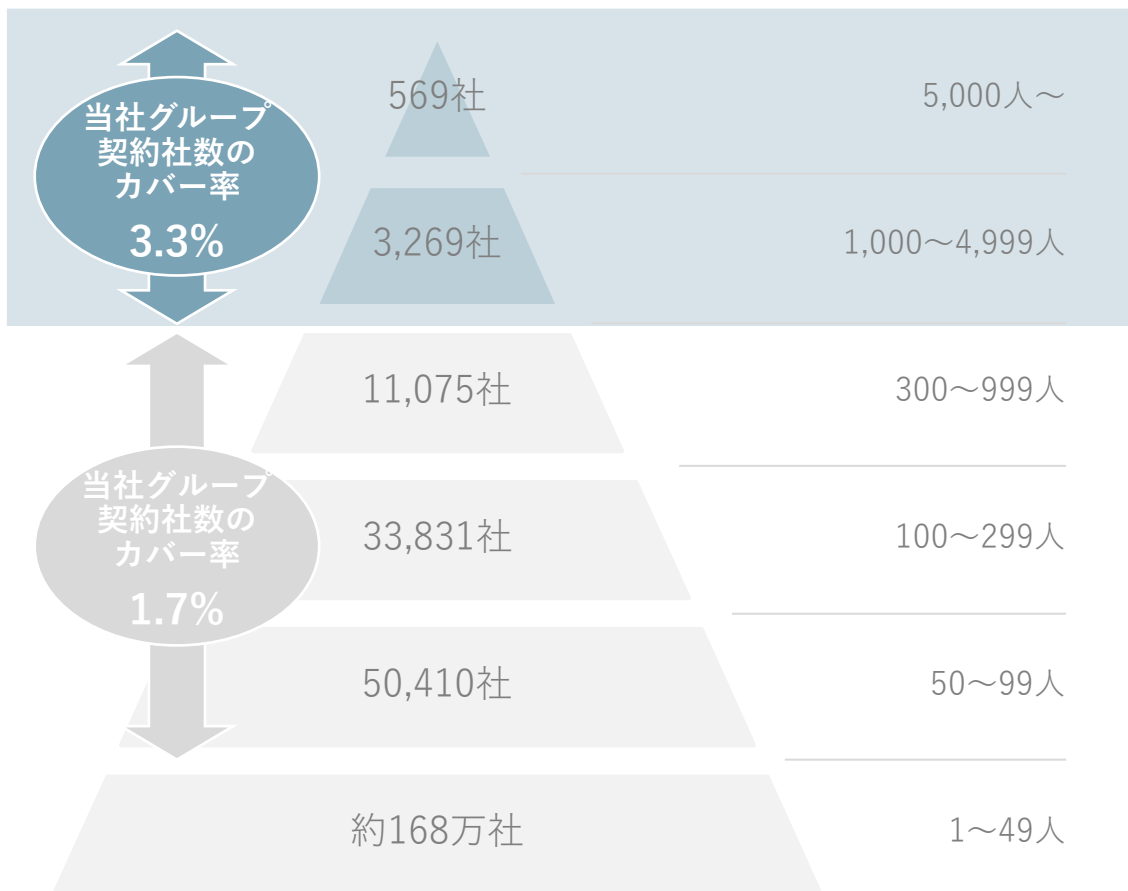 当社グループ
契約社数の
カバー率
3.3%
569社
5,000人～
3,269社
1,000～4,999人
11,075社
300～999人
当社グループ
契約社数の
カバー率
1.7%
33,831社
100～299人
50,410社
50～99人
約168万社
1～49人